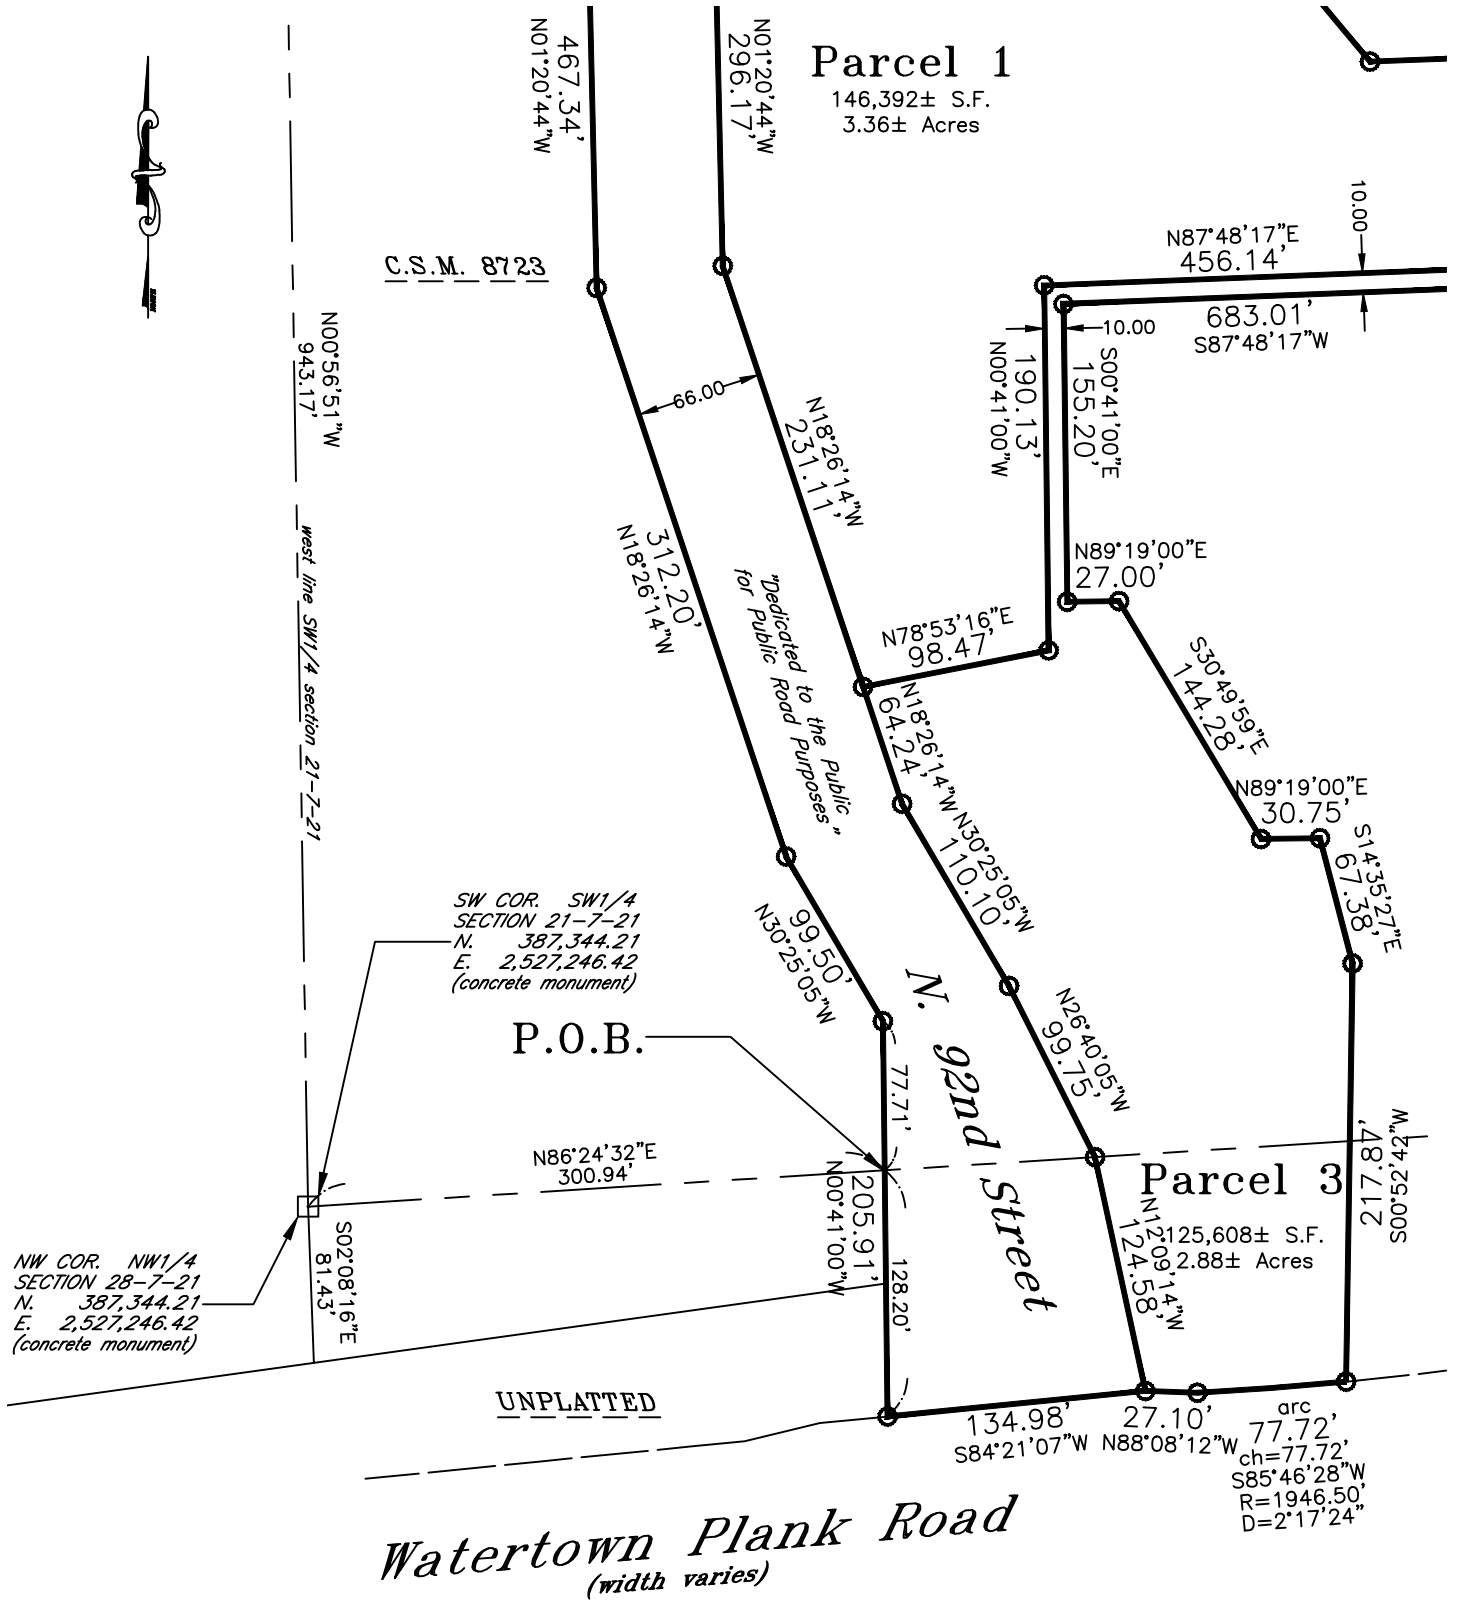 N01°20'44"W
467.34'
N01°20'44"W
296.17'
Parcel 1
146,392± S.F.
3.36± Acres
10.00
N87°48'17"E
456.14'
C.S.M. 8723
683.01'
S87°48'17"W
10.00
N00°56'51"W
943.17'
N00°41'00"W
190.13'
S00°41'00"E
155.20'
66.00
N18°26'14"W
231.11'
west line SW1/4 section 21-7-21
312.20'
N18°26'14"W
N89°19'00"E
27.00'
"Dedicated to the Public
for Public Road Purposes"
N78°53'16"E
98.47'
S30°49'59"E
144.28'
N18°26'14"W
64.24'
N89°19'00"E
30.75'
N30°25'05"W
110.10'
S14°35'27"E
67.38'
SW COR. SW1/4
SECTION 21-7-21
N. 387,344.21
E. 2,527,246.42
(concrete monument)
99.50'
N30°25'05"W
P.O.B.
N. 92nd Street
N26°40'05"W
99.75'
77.71'
N86°24'32"E
300.94'
205.91'
N00°41'00"W
Parcel 3
125,608± S.F.
2.88± Acres
217.87'
S00°52'42"W
N12°09'14"W
124.58'
NW COR. NW1/4
SECTION 28-7-21
N. 387,344.21
E. 2,527,246.42
(concrete monument)
S02°08'16"E
81.43'
128.20'
UNPLATTED
134.98'
S84°21'07"W
27.10'
N88°08'12"W
arc
77.72'
ch=77.72'
S85°46'28"W
R=1946.50'
D=2°17'24"
Watertown Plank Road
(width varies)